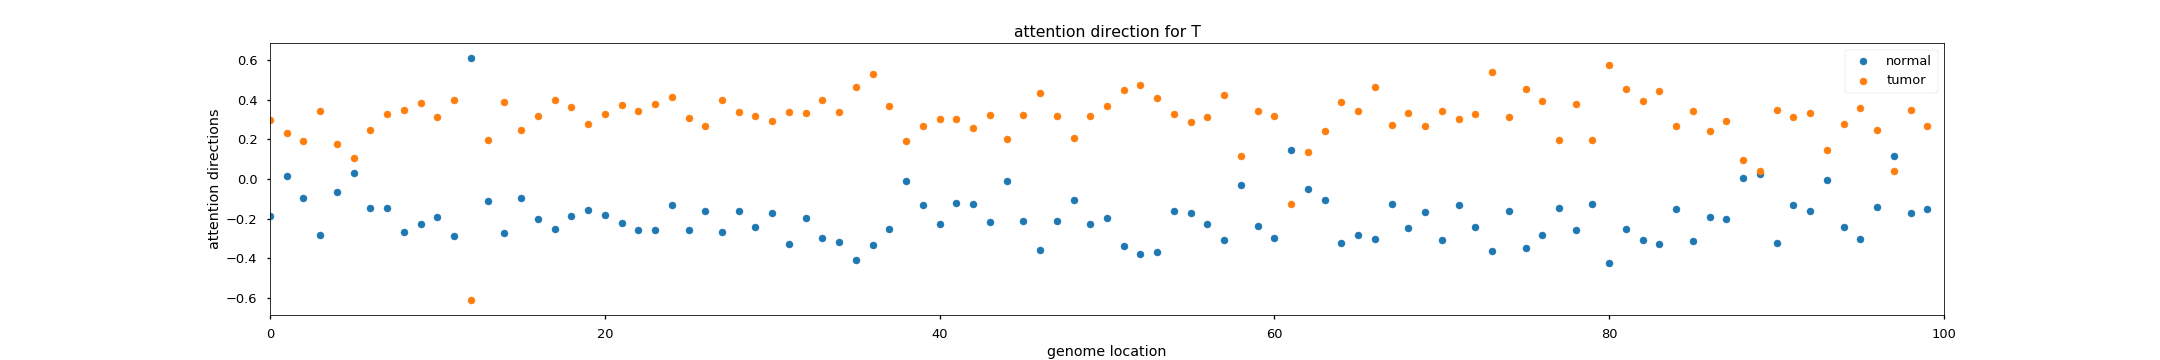 attention direction for T
0.6
0.4
0.2
0.0
−0.2
−0.4
−0.6
attention directions
normal
tumor
0 20 40 60 80 100
genome location